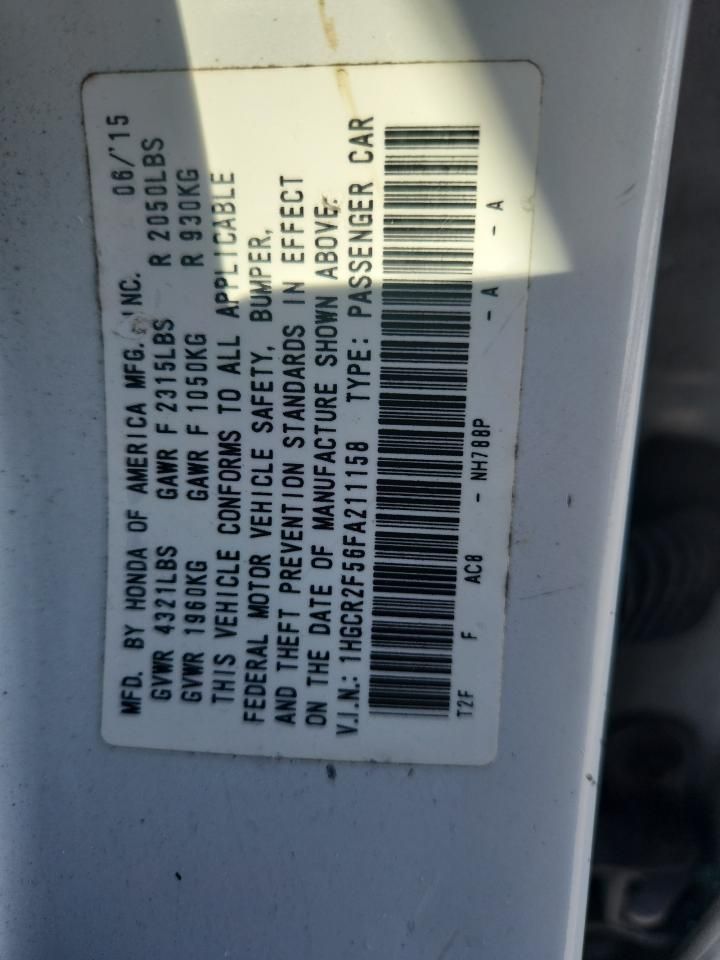 MFD. BY HONDA OF AMERICA MFG. INC. 06/'15
GVWR 4321LBS GAWR F 2315LBS R 2050LBS
GVWR 1960KG GAWR F 1050KG R 930KG
THIS VEHICLE CONFORMS TO ALL APPLICABLE
FEDERAL MOTOR VEHICLE SAFETY, BUMPER,
AND THEFT PREVENTION STANDARDS IN EFFECT
ON THE DATE OF MANUFACTURE SHOWN ABOVE.
V.I.N.: 1HGCR2F56FA211158 TYPE: PASSENGER CAR
T2F F AC8 - NH788P - A - A